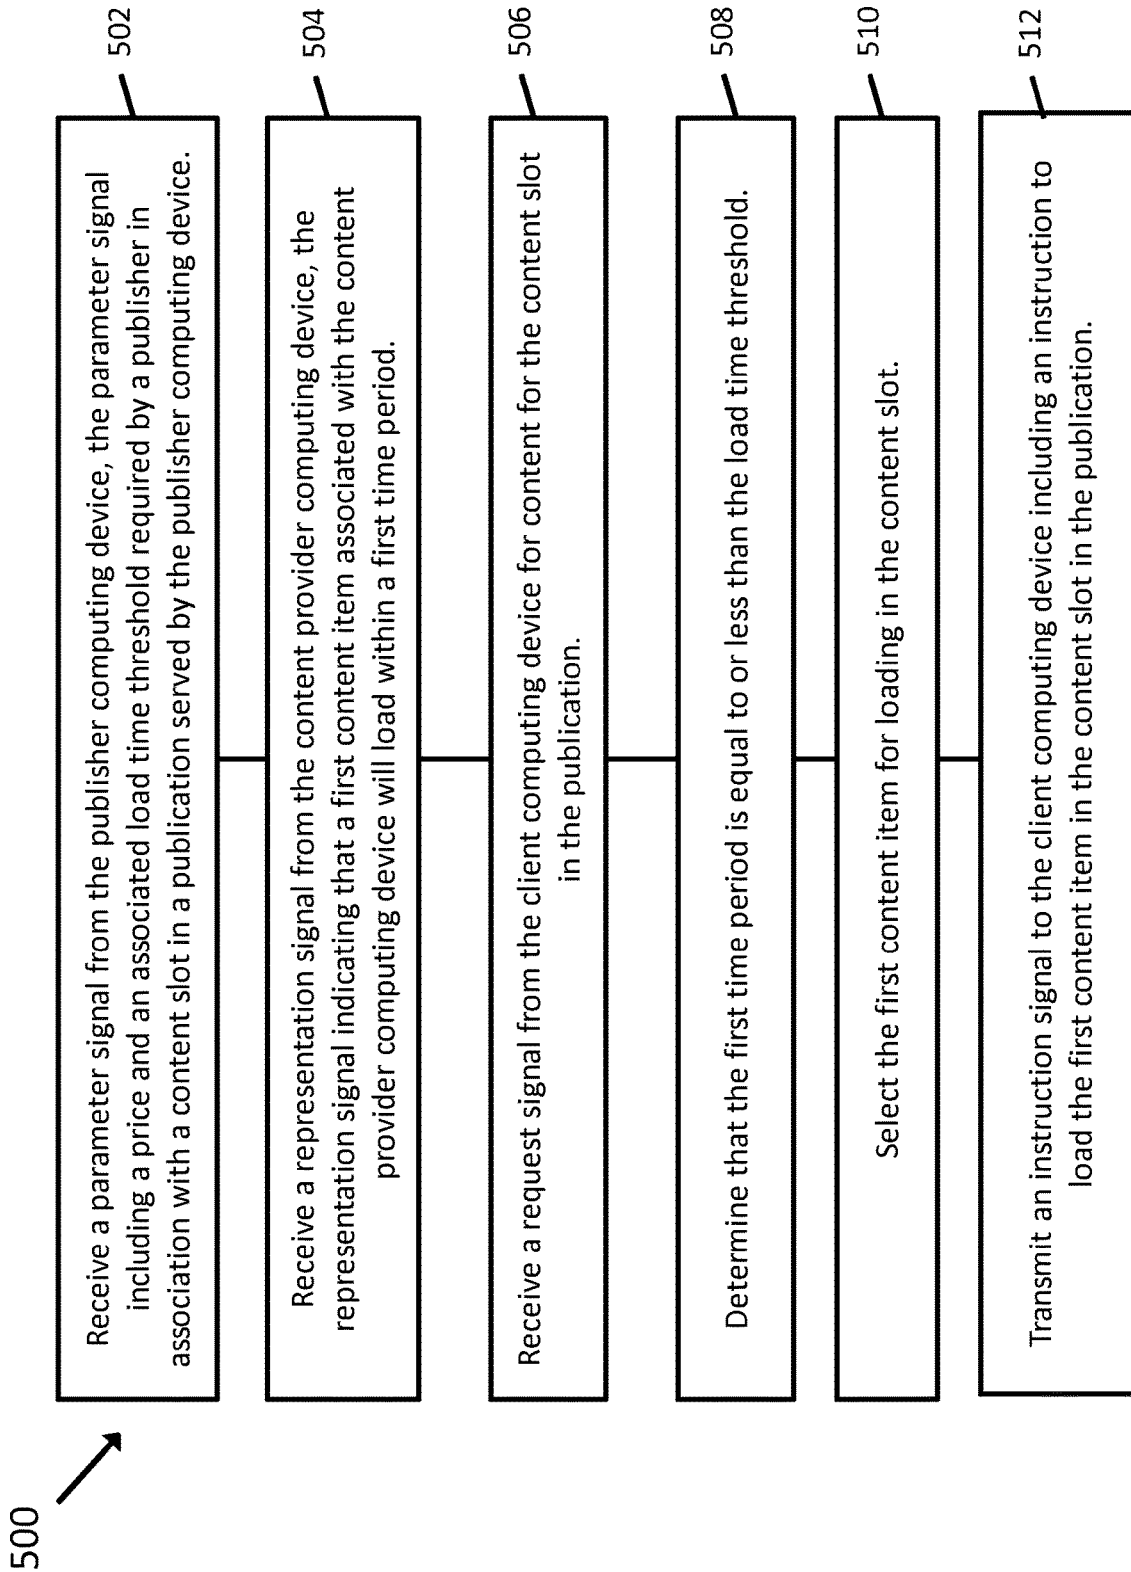 500
Receive a parameter signal from the publisher computing device, the parameter signal
including a price and an associated load time threshold required by a publisher in
association with a content slot in a publication served by the publisher computing device.
502
Receive a representation signal from the content provider computing device, the
representation signal indicating that a first content item associated with the content
provider computing device will load within a first time period.
504
Receive a request signal from the client computing device for content for the content slot
in the publication.
506
Determine that the first time period is equal to or less than the load time threshold.
508
Select the first content item for loading in the content slot.
510
Transmit an instruction signal to the client computing device including an instruction to
load the first content item in the content slot in the publication.
512